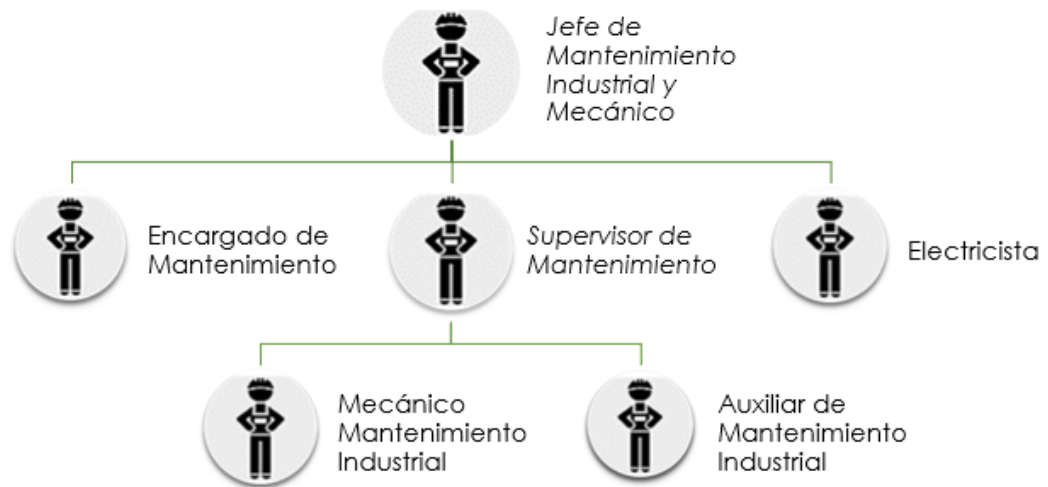 Jefe de
Mantenimiento
Industrial y
Mecánico
Encargado de
Mantenimiento
Supervisor de
Mantenimiento
Electricista
Mecánico
Mantenimiento
Industrial
Auxiliar de
Mantenimiento
Industrial